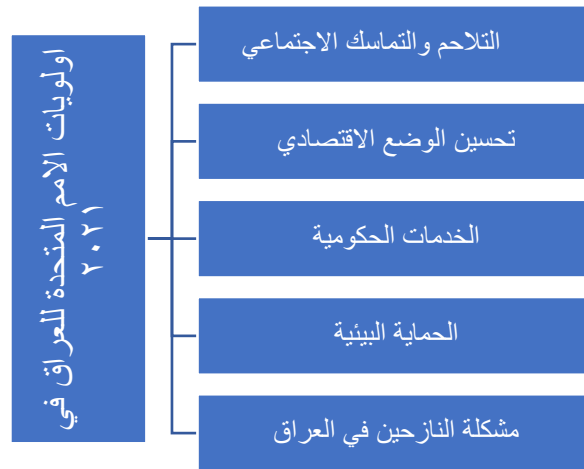 اولويات الامم المتحدة للعراق في
٢٠٢١
التلاحم والتماسك الاجتماعي
تحسين الوضع الاقتصادي
الخدمات الحكومية
الحماية البيئية
مشكلة النازحين في العراق